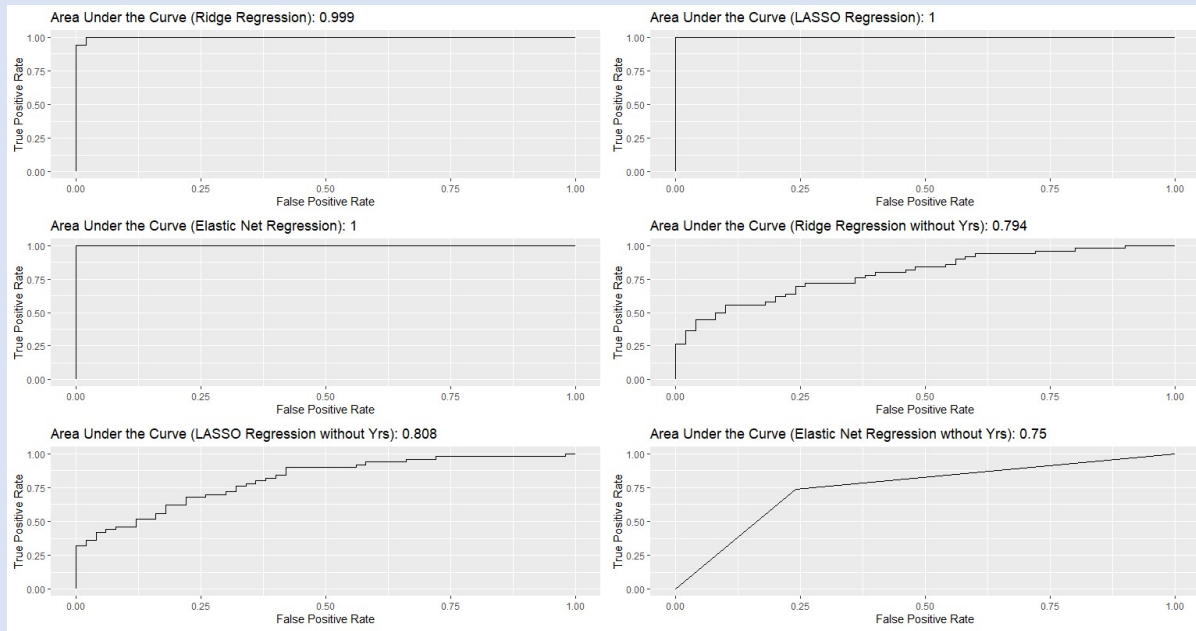 Area Under the Curve (Ridge Regression): 0.999
1.00
0.75
0.50
0.25
0.00
True Positive Rate
0.00 0.25 0.50 0.75 1.00
False Positive Rate
Area Under the Curve (LASSO Regression): 1
1.00
0.75
0.50
0.25
0.00
True Positive Rate
0.00 0.25 0.50 0.75 1.00
False Positive Rate
Area Under the Curve (Elastic Net Regression): 1
1.00
0.75
0.50
0.25
0.00
True Positive Rate
0.00 0.25 0.50 0.75 1.00
False Positive Rate
Area Under the Curve (Ridge Regression without Yrs): 0.794
1.00
0.75
0.50
0.25
0.00
True Positive Rate
0.00 0.25 0.50 0.75 1.00
False Positive Rate
Area Under the Curve (LASSO Regression without Yrs): 0.808
1.00
0.75
0.50
0.25
0.00
True Positive Rate
0.00 0.25 0.50 0.75 1.00
False Positive Rate
Area Under the Curve (Elastic Net Regression wthout Yrs): 0.75
1.00
0.75
0.50
0.25
0.00
True Positive Rate
0.00 0.25 0.50 0.75 1.00
False Positive Rate